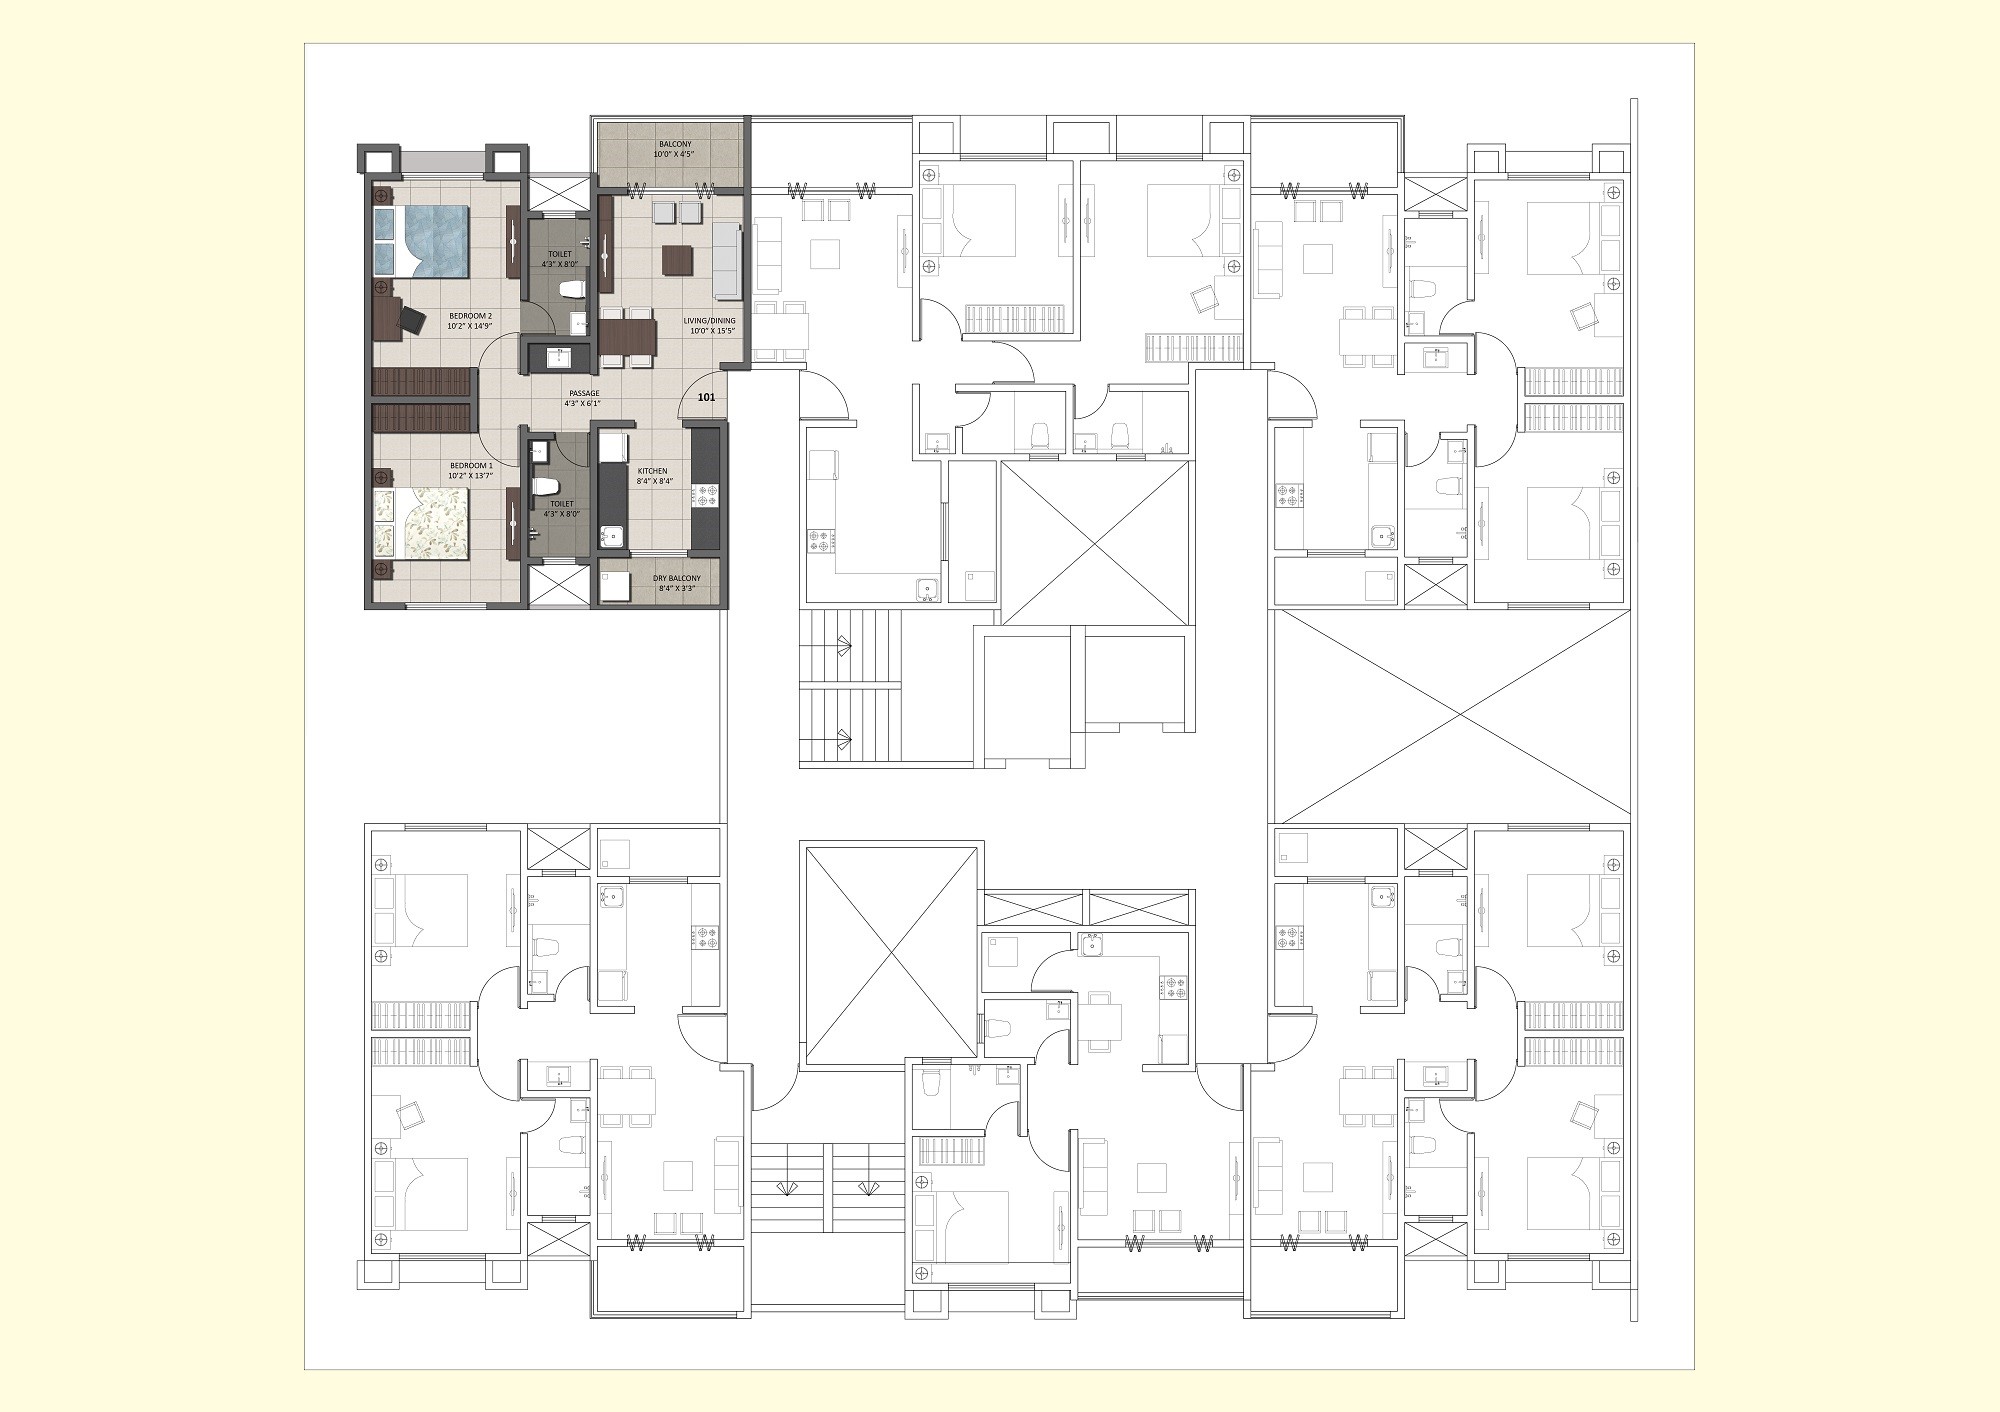 BALCONY
10'0" X 4'5"
TOILET
4'3" X 8'0"
BEDROOM 2
10'2" X 14'9"
LIVING/DINING
10'0" X 15'5"
PASSAGE
4'3" X 6'1"
101
BEDROOM 1
10'2" X 13'7"
KITCHEN
8'4" X 8'4"
TOILET
4'3" X 8'0"
DRY BALCONY
8'4" X 3'3"